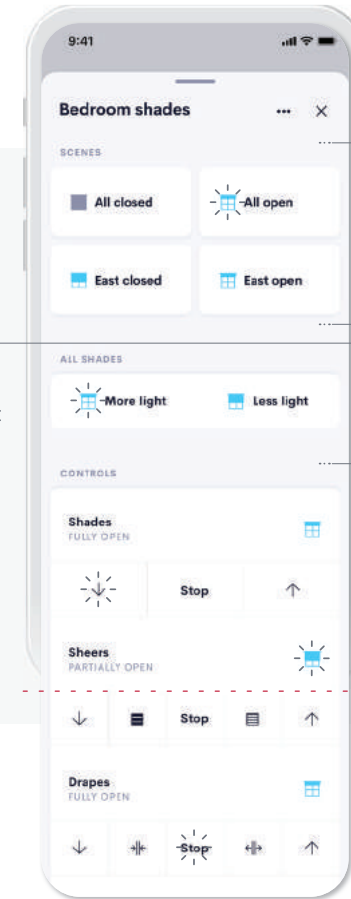 9:41
Bedroom shades
SCENES
All closed
All open
East closed
East open
ALL SHADES
More light
Less light
CONTROLS
Shades
FULLY OPEN
Stop
Sheers
PARTIALLY OPEN
Stop
Drapes
FULLY OPEN
Stop